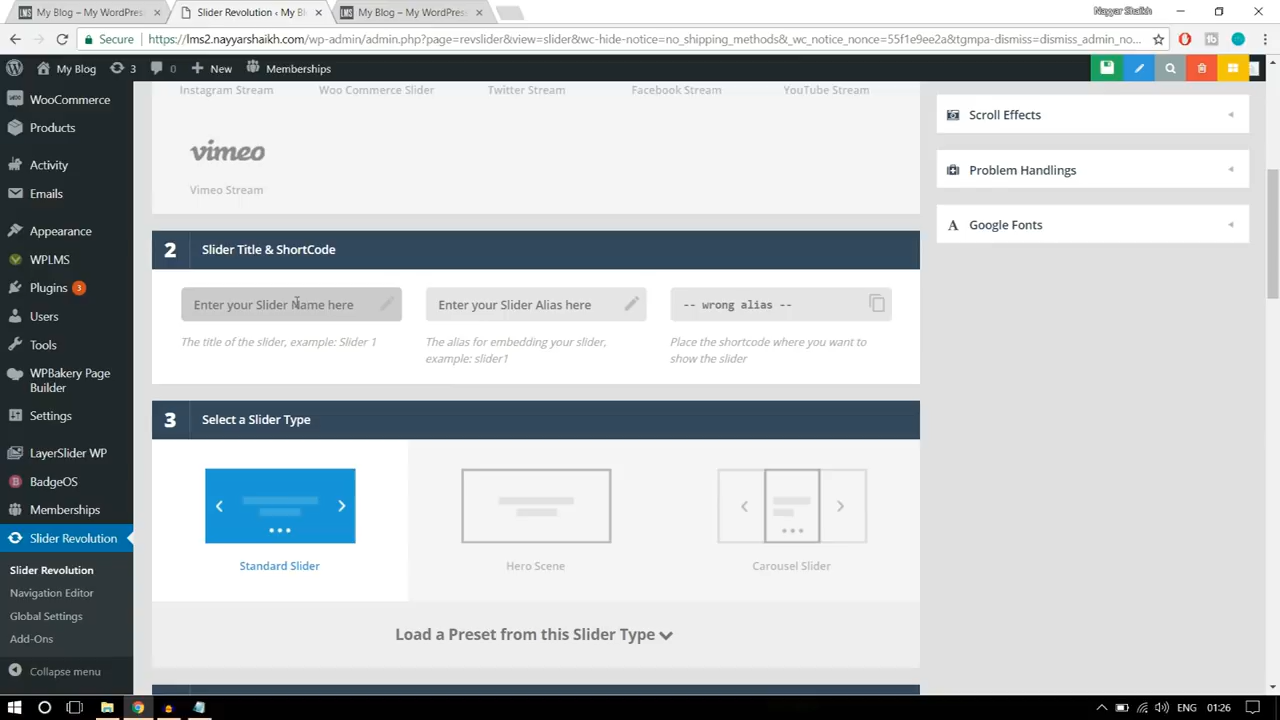 My Blog – My WordPress
Slider Revolution ‹ My Bl
My Blog – My WordPress
Nayyar Shaikh
Secure
https://lms2.nayyarshaikh.com/wp-admin/admin.php?page=revslider&view=slider&wc-hide-notice=no_shipping_methods&_wc_notice_nonce=55f1e9ee2a&tgmpa-dismiss=dismiss_admin_no...
My Blog
3
0
New
Memberships
WooCommerce
Products
Activity
Emails
Appearance
WPLMS
Plugins 3
Users
Tools
WPBakery Page
Builder
Settings
LayerSlider WP
BadgeOS
Memberships
Slider Revolution
Slider Revolution
Navigation Editor
Global Settings
Add-Ons
Collapse menu
Instagram Stream
Woo Commerce Slider
Twitter Stream
Facebook Stream
YouTube Stream
vimeo
Vimeo Stream
2 Slider Title & ShortCode
Enter your Slider Name here
Enter your Slider Alias here
-- wrong alias --
The title of the slider, example: Slider 1
The alias for embedding your slider,
example: slider1
Place the shortcode where you want to
show the slider
3 Select a Slider Type
Standard Slider
Hero Scene
Carousel Slider
Load a Preset from this Slider Type
Scroll Effects
Problem Handlings
Google Fonts
ENG
01:26